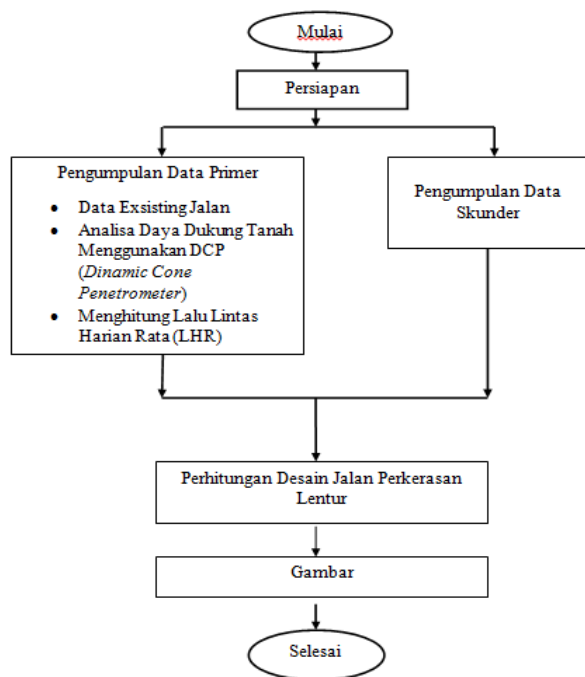 Mulai
Persiapan
Pengumpulan Data Primer
• Data Exsisting Jalan
• Analisa Daya Dukung Tanah
Menggunakan DCP
(Dinamic Cone
Penetrometer)
• Menghitung Lalu Lintas
Harian Rata (LHR)
Pengumpulan Data
Skunder
Perhitungan Desain Jalan Perkerasan
Lentur
Gambar
Selesai